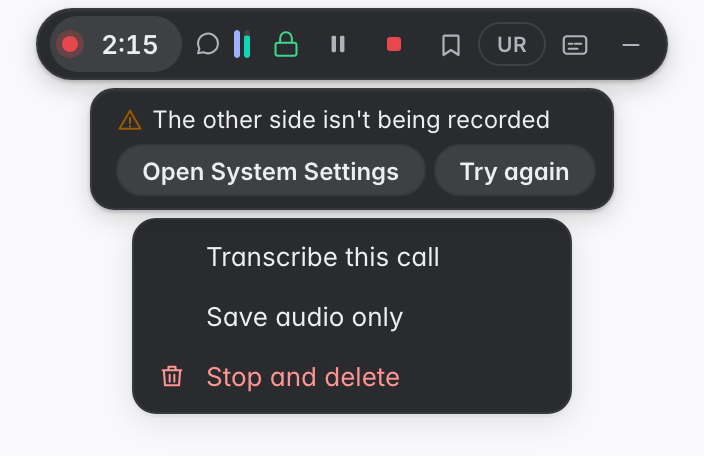 2:15
UR
The other side isn't being recorded
Open System Settings
Try again
Transcribe this call
Save audio only
Stop and delete